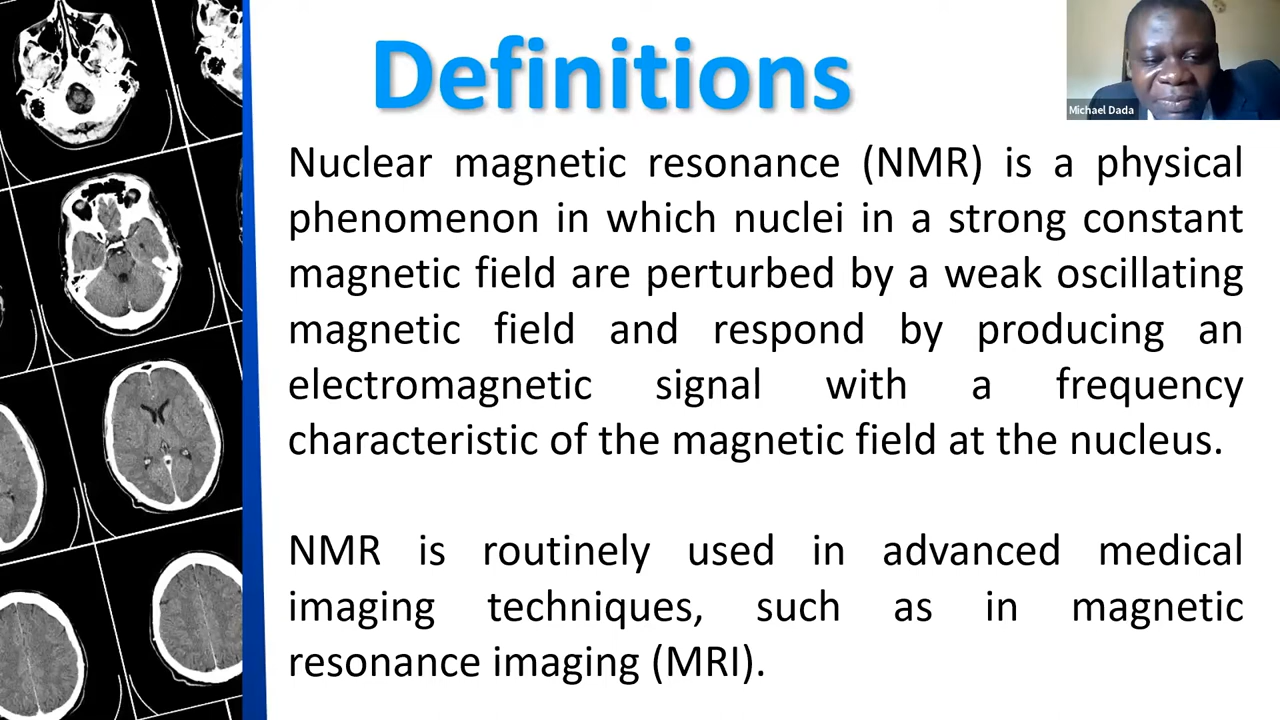 Definitions
Michael Dada
Nuclear magnetic resonance (NMR) is a physical
phenomenon in which nuclei in a strong constant
magnetic field are perturbed by a weak oscillating
magnetic field and respond by producing an
electromagnetic signal with a frequency
characteristic of the magnetic field at the nucleus.
NMR is routinely used in advanced medical
imaging techniques, such as in magnetic
resonance imaging (MRI).